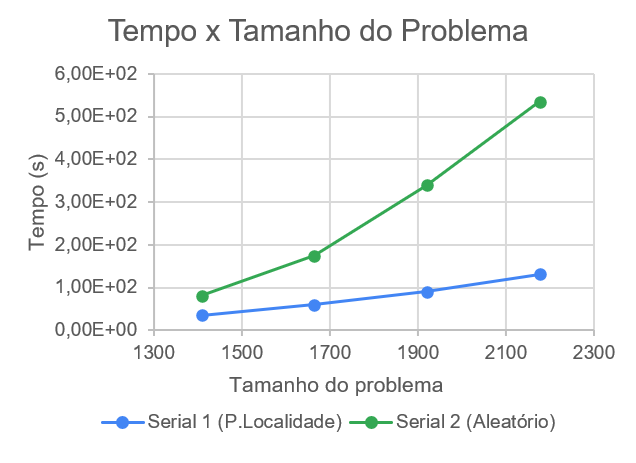 Tempo x Tamanho do Problema
6,00E+02
5,00E+02
4,00E+02
3,00E+02
2,00E+02
1,00E+02
0,00E+00
Tempo (s)
1300 1500 1700 1900 2100 2300
Tamanho do problema
Serial 1 (P.Localidade) Serial 2 (Aleatório)